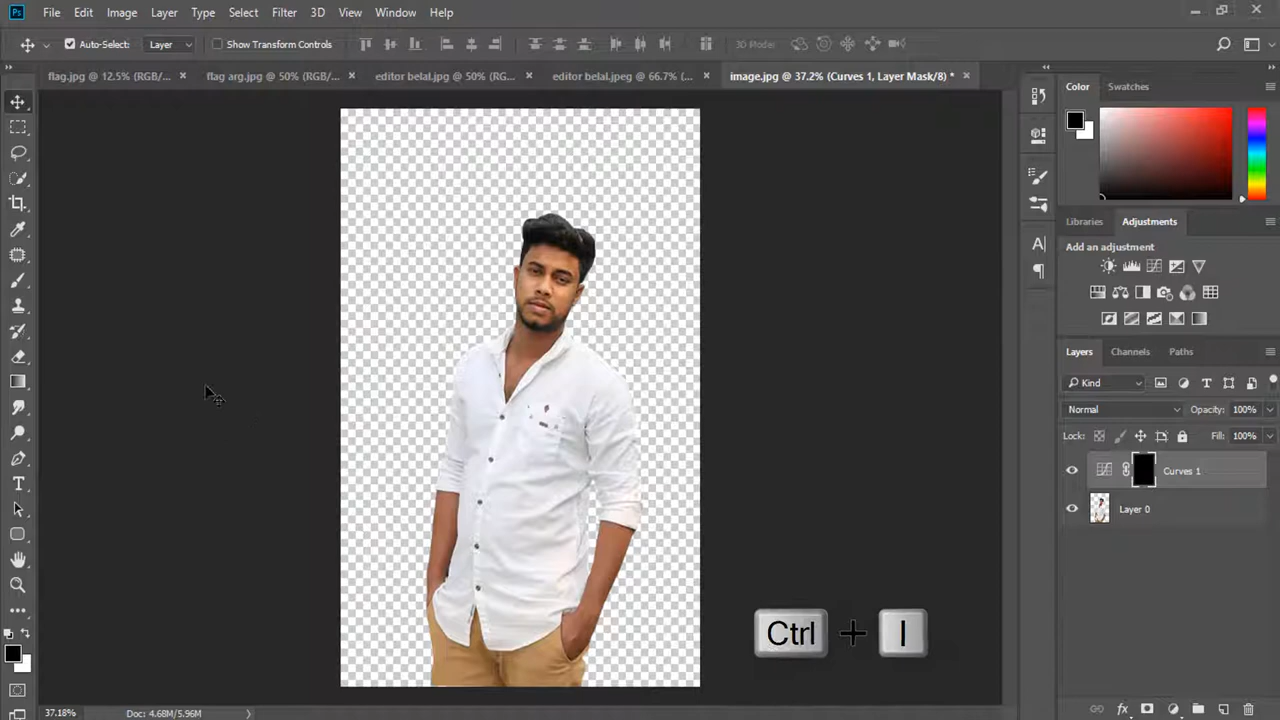 Ps File Edit Image Layer Type Select Filter 3D View Window Help
Auto-Select: Layer Show Transform Controls 3D Mode:
flag.jpg @ 12.5% (RGB/... × flag arg.jpg @ 50% (RGB/... × editor belal.jpg @ 50% (RG... × editor belal.jpeg @ 66.7% (... × image.jpg @ 37.2% (Curves 1, Layer Mask/8) * ×
Color Swatches
Libraries Adjustments
Add an adjustment
Layers Channels Paths
Kind
Normal Opacity: 100%
Lock: Fill: 100%
Curves 1
Layer 0
Ctrl + I
37.18% Doc: 4.68M/5.96M